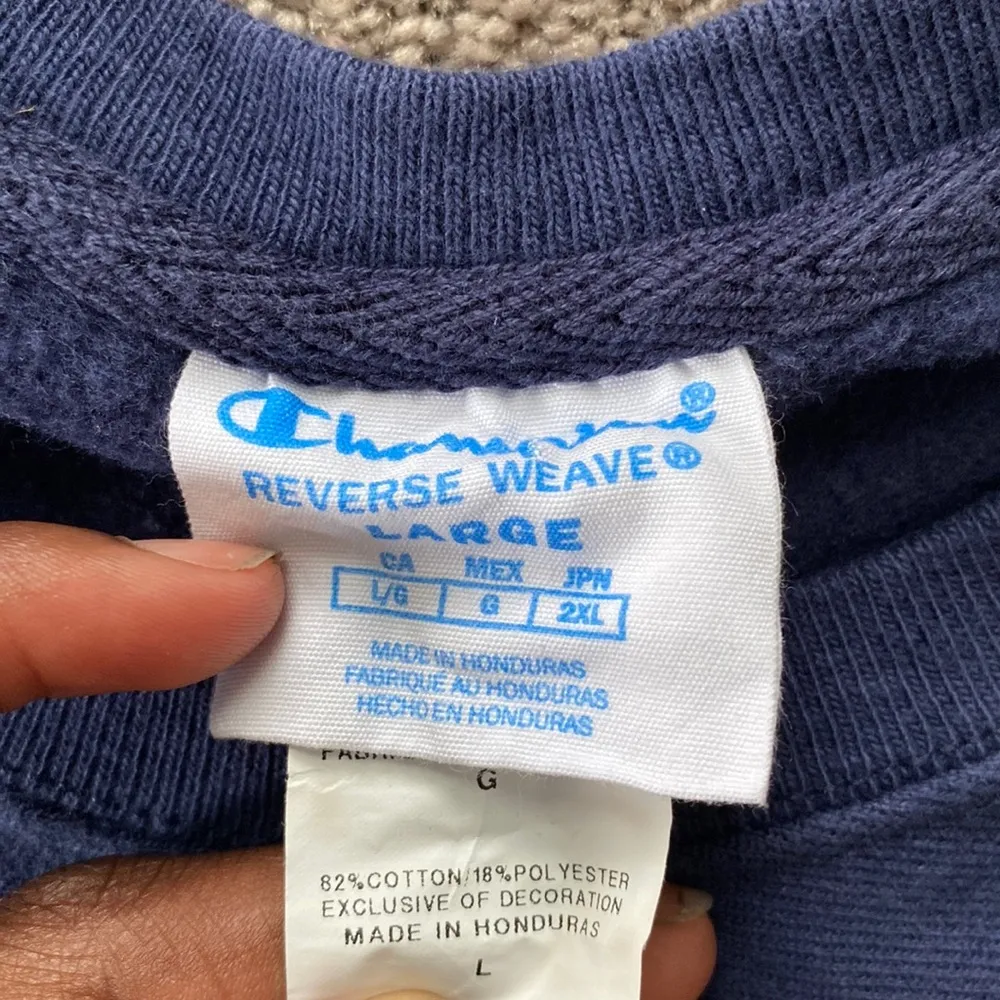 Champion®
REVERSE WEAVE®
LARGE
CA MEX JPN
L/G G 2XL
MADE IN HONDURAS
FABRIQUÉ AU HONDURAS
HECHO EN HONDURAS
G
82%COTTON/18%POLYESTER
EXCLUSIVE OF DECORATION
MADE IN HONDURAS
L